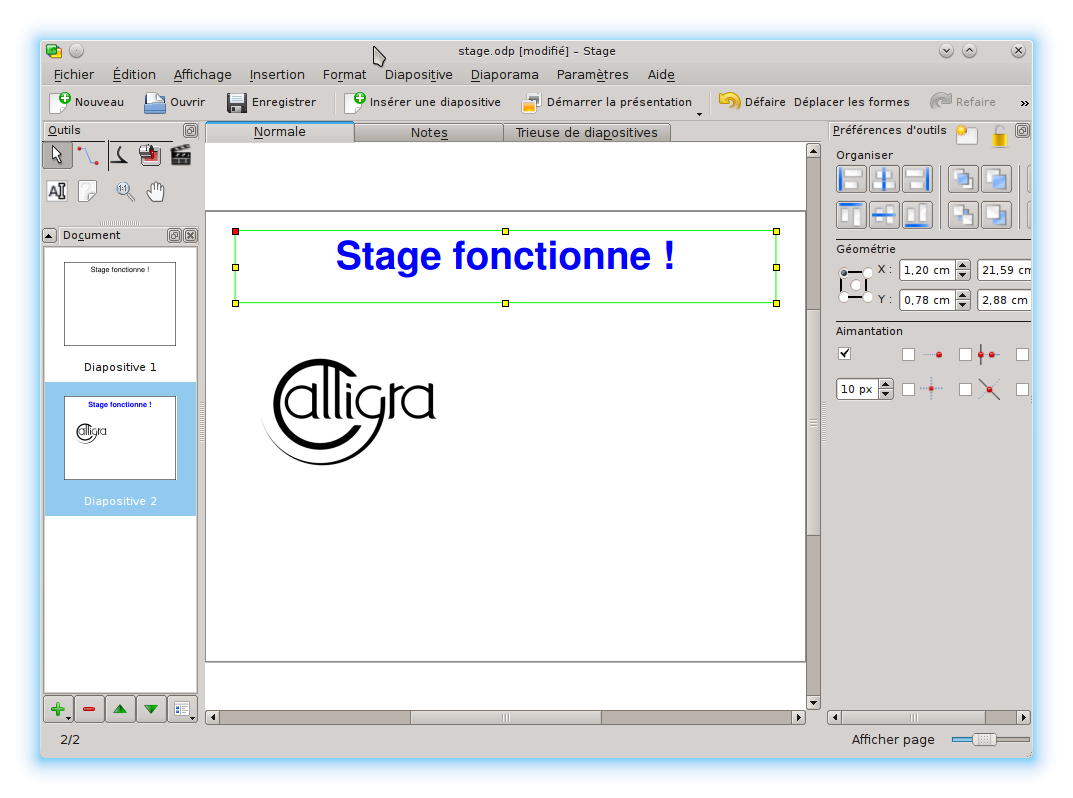 stage.odp [modifié] – Stage
Fichier Édition Affichage Insertion Format Diapositive Diaporama Paramètres Aide
Nouveau Ouvrir Enregistrer Insérer une diapositive Démarrer la présentation Défaire Déplacer les formes Refaire »
Outils
Normale Notes Trieuse de diapositives
Préférences d'outils
Organiser
AI 1:1
Document
Stage fonctionne !
Diapositive 1
Stage fonctionne !
Calligra
Diapositive 2
Stage fonctionne !
Calligra
Géométrie
X : 1,20 cm 21,59 cm
Y : 0,78 cm 2,88 cm
Aimantation
10 px
2/2
Afficher page